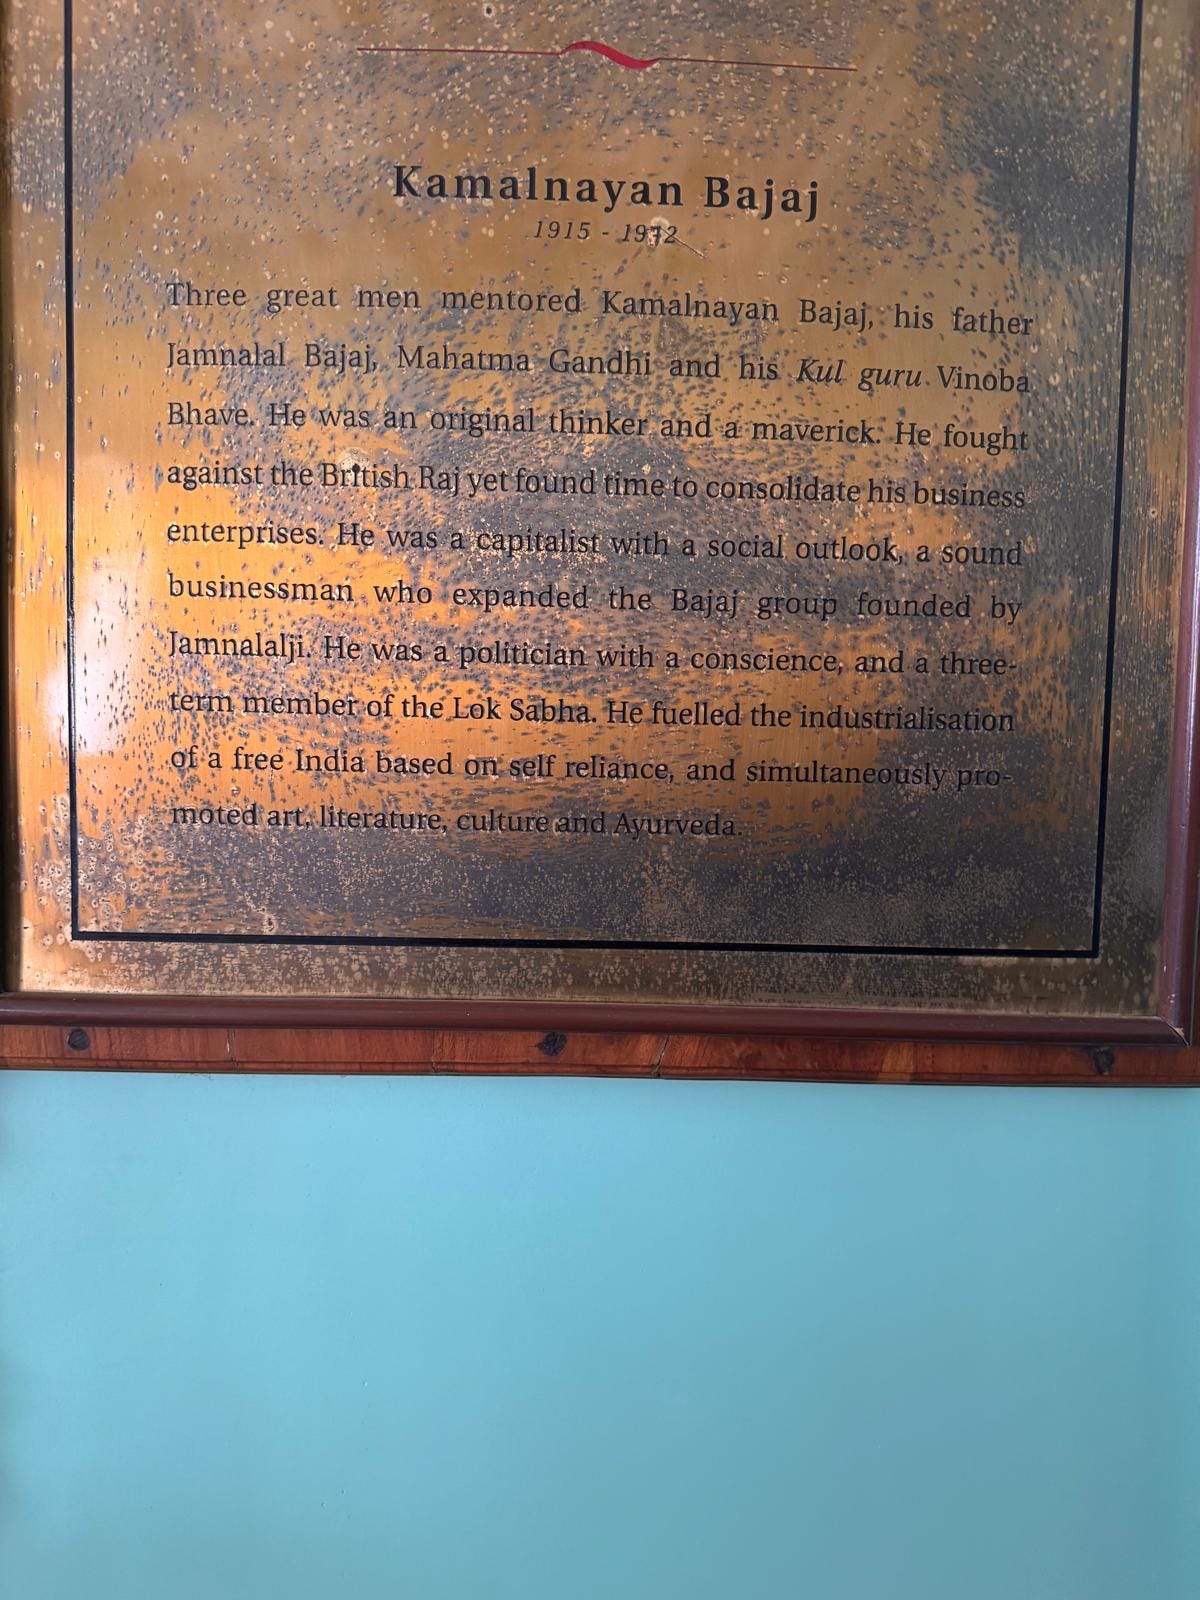 Kamalnayan Bajaj
1915 - 1972
Three great men mentored Kamalnayan Bajaj, his father
Jamnalal Bajaj, Mahatma Gandhi and his Kul guru Vinoba
Bhave. He was an original thinker and a maverick. He fought
against the British Raj yet found time to consolidate his business
enterprises. He was a capitalist with a social outlook, a sound
businessman who expanded the Bajaj group founded by
Jamnalalji. He was a politician with a conscience, and a three-
term member of the Lok Sabha. He fuelled the industrialisation
of a free India based on self reliance, and simultaneously pro-
moted art, literature, culture and Ayurveda.